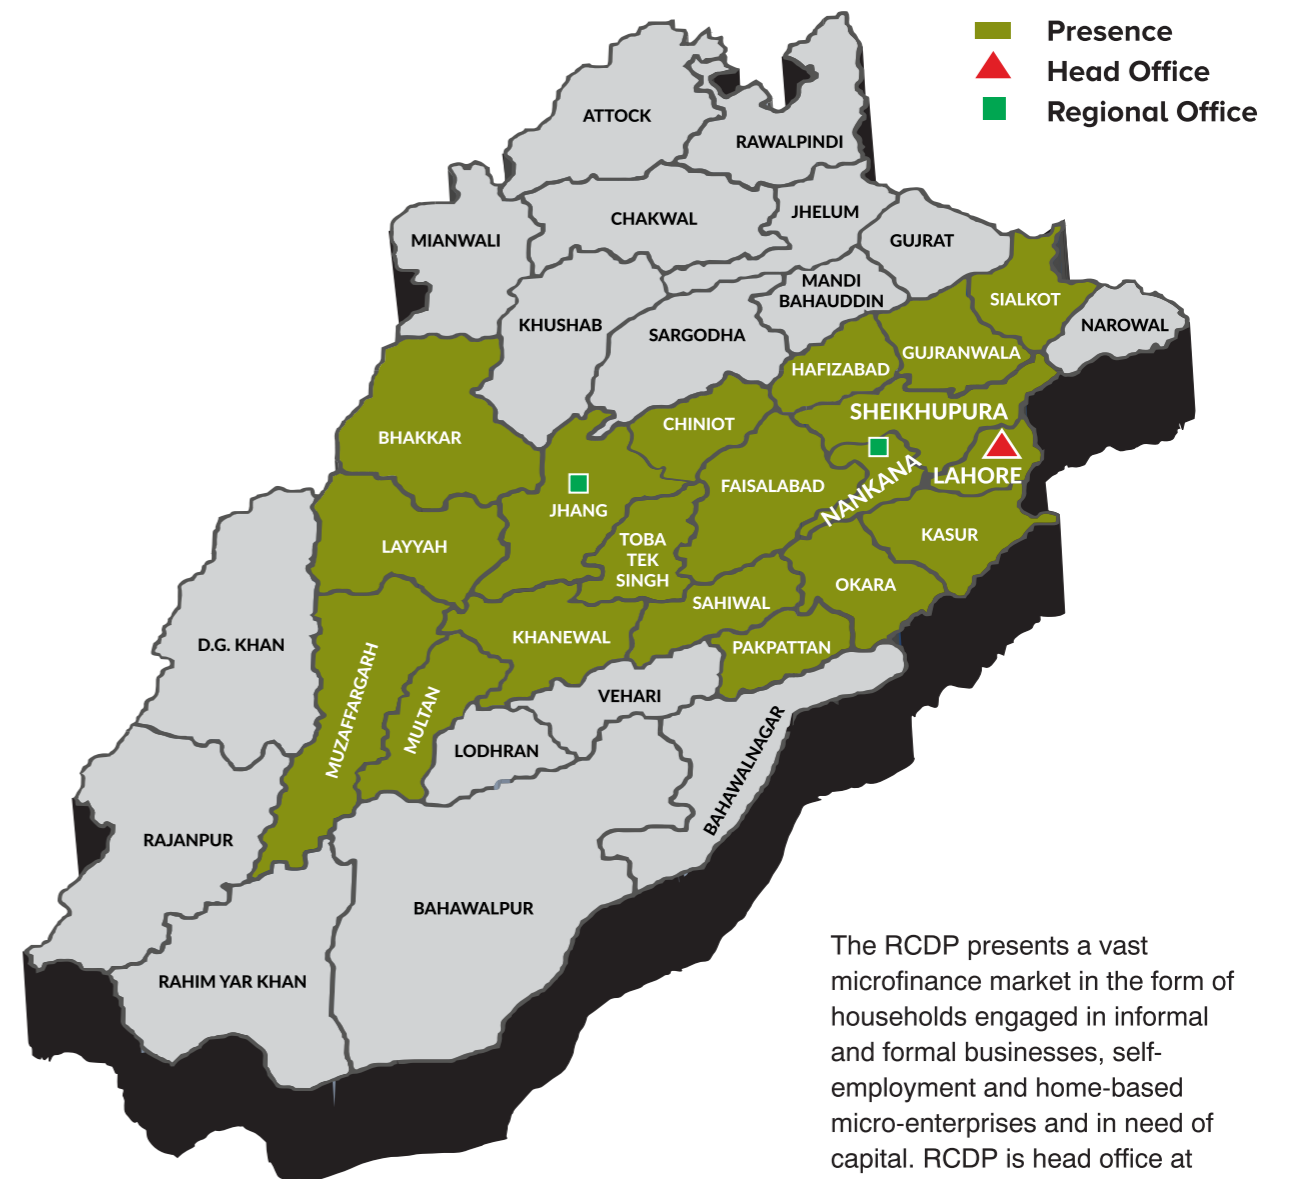 Presence
Head Office
Regional Office
ATTOCK
RAWALPINDI
CHAKWAL
JHELUM
MIANWALI
GUJRAT
MANDI
BAHAUDDIN
SIALKOT
KHUSHAB
SARGODHA
NAROWAL
GUJRANWALA
HAFIZABAD
SHEIKHUPURA
CHINIOT
BHAKKAR
LAHORE
FAISALABAD
NANKANA
JHANG
KASUR
LAYYAH
TOBA
TEK
SINGH
OKARA
SAHIWAL
KHANEWAL
D.G. KHAN
PAKPATTAN
MUZAFFARGARH
VEHARI
MULTAN
LODHRAN
BAHAWALNAGAR
RAJANPUR
BAHAWALPUR
RAHIM YAR KHAN
The RCDP presents a vast
microfinance market in the form of
households engaged in informal
and formal businesses, self-
employment and home-based
micro-enterprises and in need of
capital. RCDP is head office at